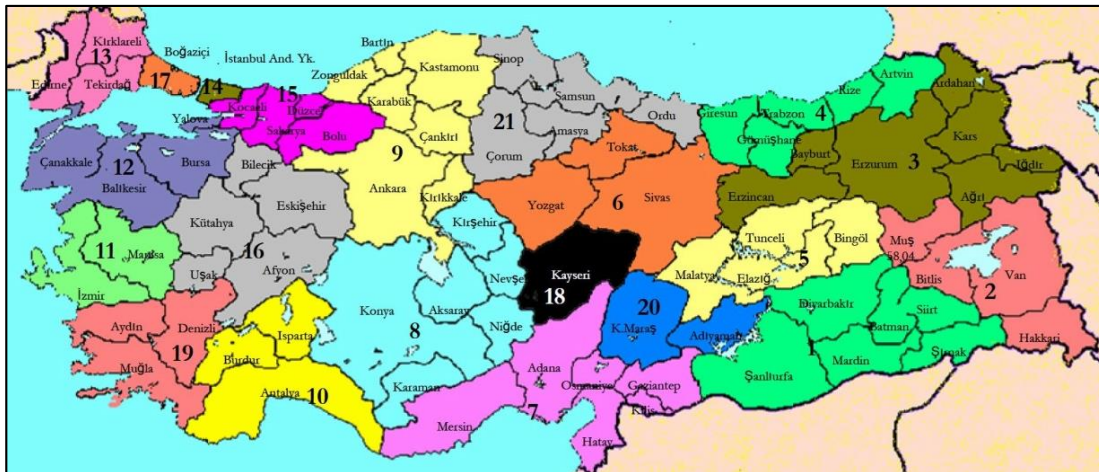 Kırklareli
13
Edirne
Tekirdağ
Boğaziçi
17
İstanbul And. Yk.
14
15
Kocaeli
Düzce
Sakarya
Bolu
Yalova
Bartın
Zonguldak
Kastamonu
Karabük
Çankırı
9
Ankara
Kırıkkale
Sinop
Samsun
21
Amasya
Ordu
Çorum
Tokat
Yozgat
6
Sivas
Giresun
Trabzon
4
Rize
Artvin
Gümüşhane
Bayburt
Ardahan
Kars
Erzurum
3
Iğdır
Ağrı
Erzincan
Çanakkale
12
Bursa
Balıkesir
Bilecik
Eskişehir
Kütahya
16
Uşak
Afyon
11
Manisa
İzmir
Aydın
Denizli
19
Muğla
Isparta
Burdur
Antalya
10
Kırşehir
Nevşe
Konya
Aksaray
8
Niğde
Karaman
Kayseri
18
Tunceli
Bingöl
5
Malatya
Elazığ
Muş
58,04
Bitlis
Van
2
Hakkari
20
K.Maraş
Adıyaman
Diyarbakır
Siirt
Batman
1
Şırnak
Mardin
Şanlıurfa
Adana
Osmaniye
Gaziantep
7
Kilis
Mersin
Hatay